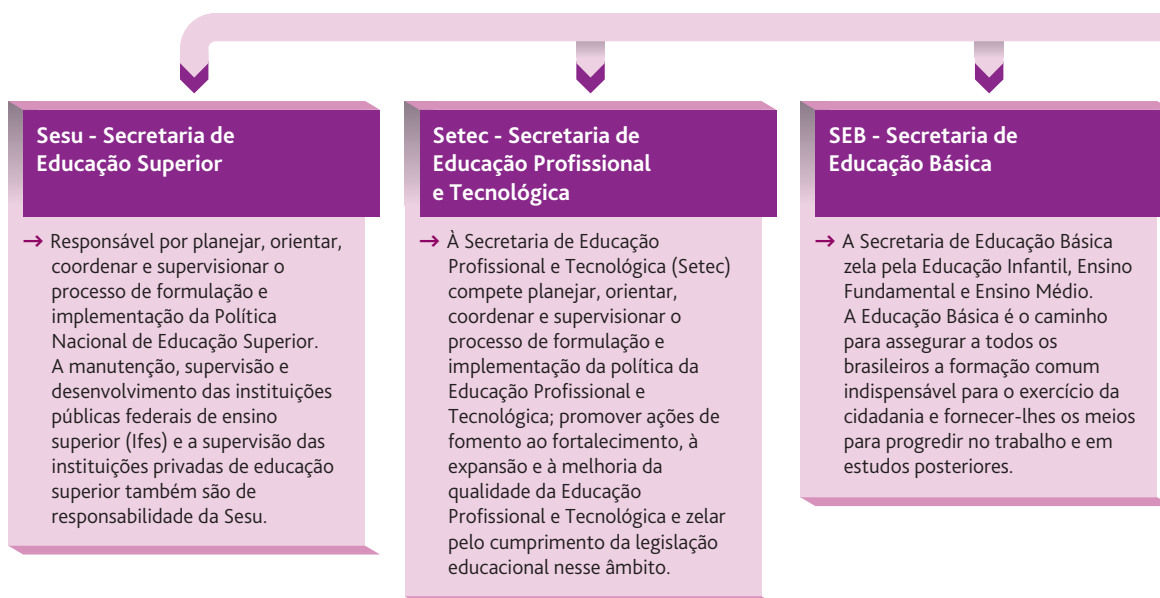 Sesu - Secretaria de
Educação Superior
→ Responsável por planejar, orientar,
coordenar e supervisionar o
processo de formulação e
implementação da Política
Nacional de Educação Superior.
A manutenção, supervisão e
desenvolvimento das instituições
públicas federais de ensino
superior (Ifes) e a supervisão das
instituições privadas de educação
superior também são de
responsabilidade da Sesu.
Setec - Secretaria de
Educação Profissional
e Tecnológica
→ À Secretaria de Educação
Profissional e Tecnológica (Setec)
compete planejar, orientar,
coordenar e supervisionar o
processo de formulação e
implementação da política da
Educação Profissional e
Tecnológica; promover ações de
fomento ao fortalecimento, à
expansão e à melhoria da
qualidade da Educação
Profissional e Tecnológica e zelar
pelo cumprimento da legislação
educacional nesse âmbito.
SEB - Secretaria de
Educação Básica
→ A Secretaria de Educação Básica
zela pela Educação Infantil, Ensino
Fundamental e Ensino Médio.
A Educação Básica é o caminho
para assegurar a todos os
brasileiros a formação comum
indispensável para o exercício da
cidadania e fornecer-lhes os meios
para progredir no trabalho e em
estudos posteriores.